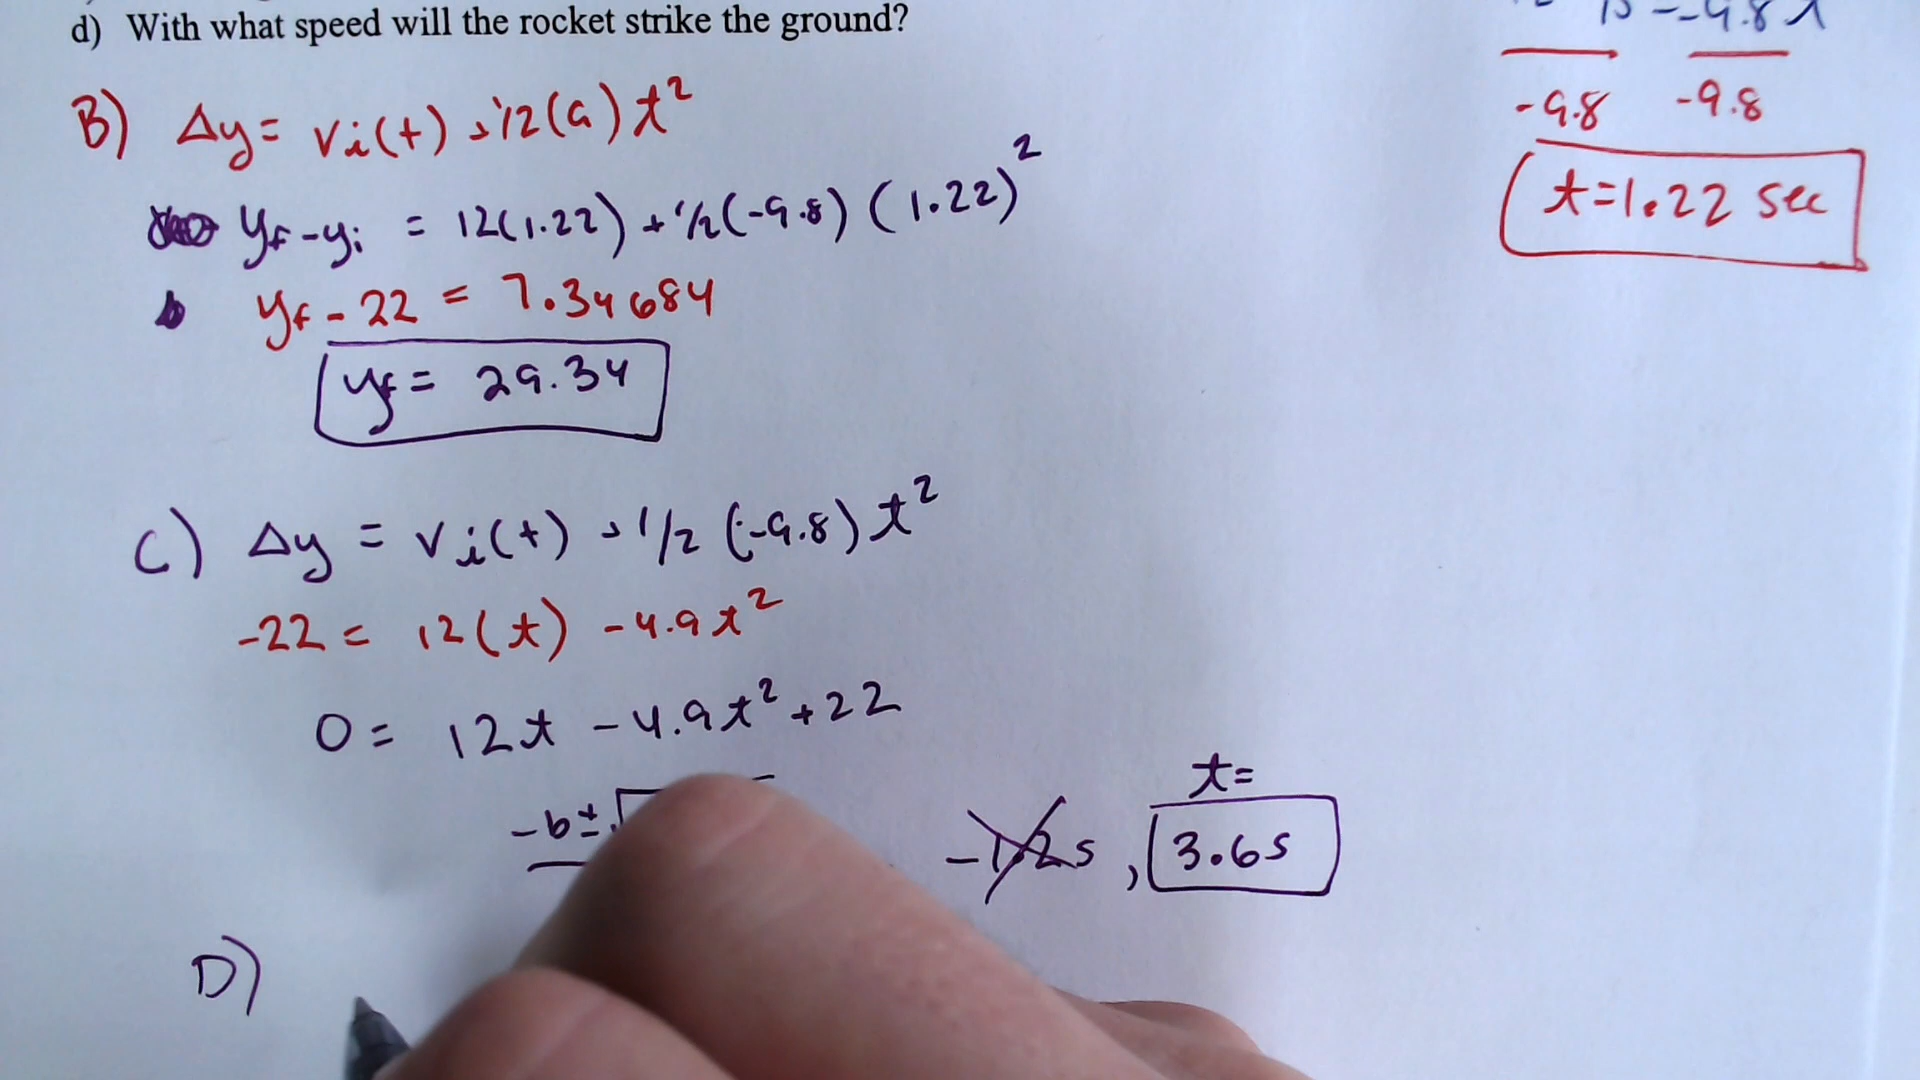 d) With what speed will the rocket strike the ground?
-9.8 -9.8
t=1.22 sec
B) Δy= vi(t) + 1/2(a) t²
yf-yi = 12(1.22) + 1/2(-9.8) (1.22)²
yf - 22 = 7.34684
yf = 29.34
C) Δy = vi(t) + 1/2 (-9.8) t²
-22 = 12(t) -4.9t²
0 = 12t - 4.9t² + 22
-b±√
t=
-1.2s , 3.6s
D)